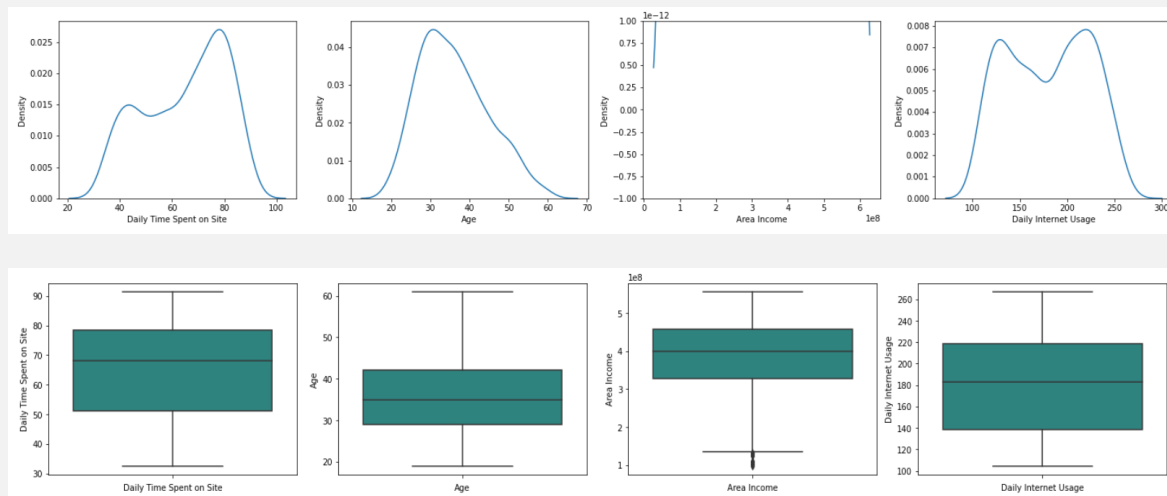 1e−12
0.025
0.020
0.015
0.010
0.005
0.000
Density
20 40 60 80 100
Daily Time Spent on Site
0.04
0.03
0.02
0.01
0.00
Density
10 20 30 40 50 60 70
Age
1.00
0.75
0.50
0.25
0.00
−0.25
−0.50
−0.75
−1.00
Density
0 1 2 3 4 5 6
1e8
Area Income
0.008
0.007
0.006
0.005
0.004
0.003
0.002
0.001
0.000
Density
100 200 300
Daily Internet Usage
90
80
70
60
50
40
30
Daily Time Spent on Site
Daily Time Spent on Site
60
50
40
30
20
Age
Age
1e8
5
4
3
2
1
Area Income
Area Income
260
240
220
200
180
160
140
120
100
Daily Internet Usage
Daily Internet Usage